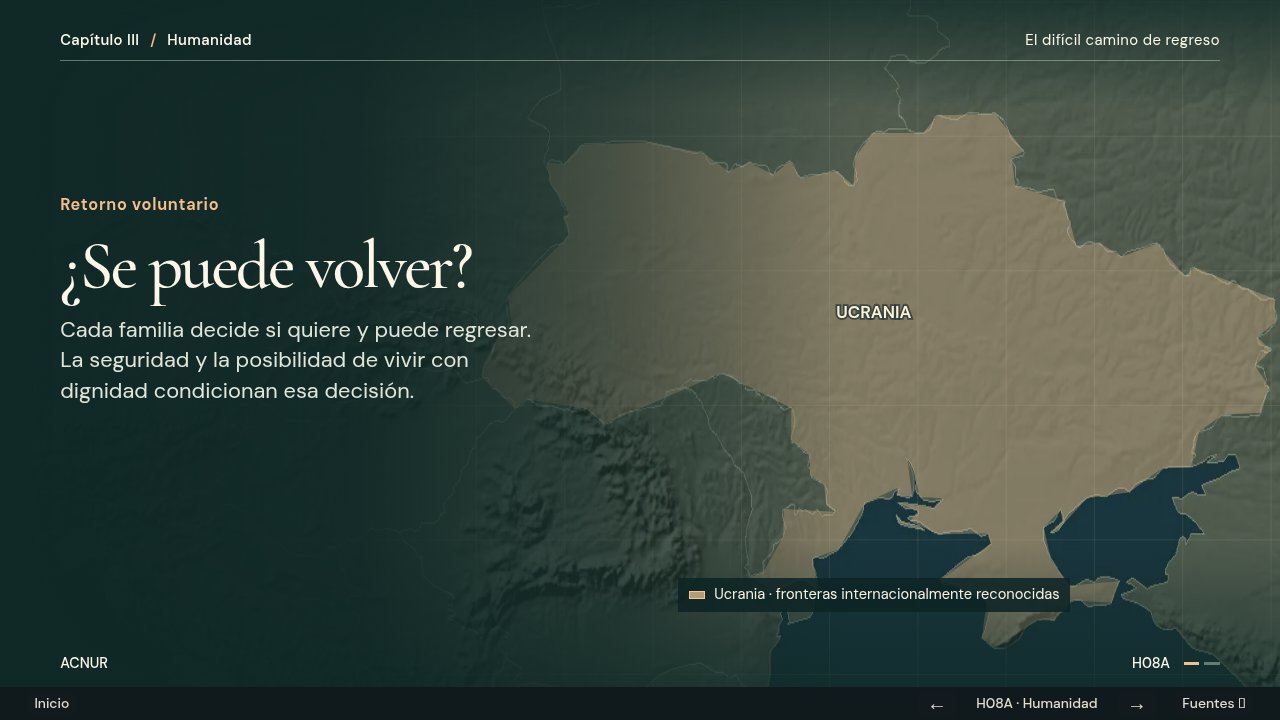 Capítulo III / Humanidad
El difícil camino de regreso
Retorno voluntario
¿Se puede volver?
Cada familia decide si quiere y puede regresar.
La seguridad y la posibilidad de vivir con
dignidad condicionan esa decisión.
UCRANIA
Ucrania · fronteras internacionalmente reconocidas
ACNUR
H08A
Inicio
← H08A · Humanidad →
Fuentes